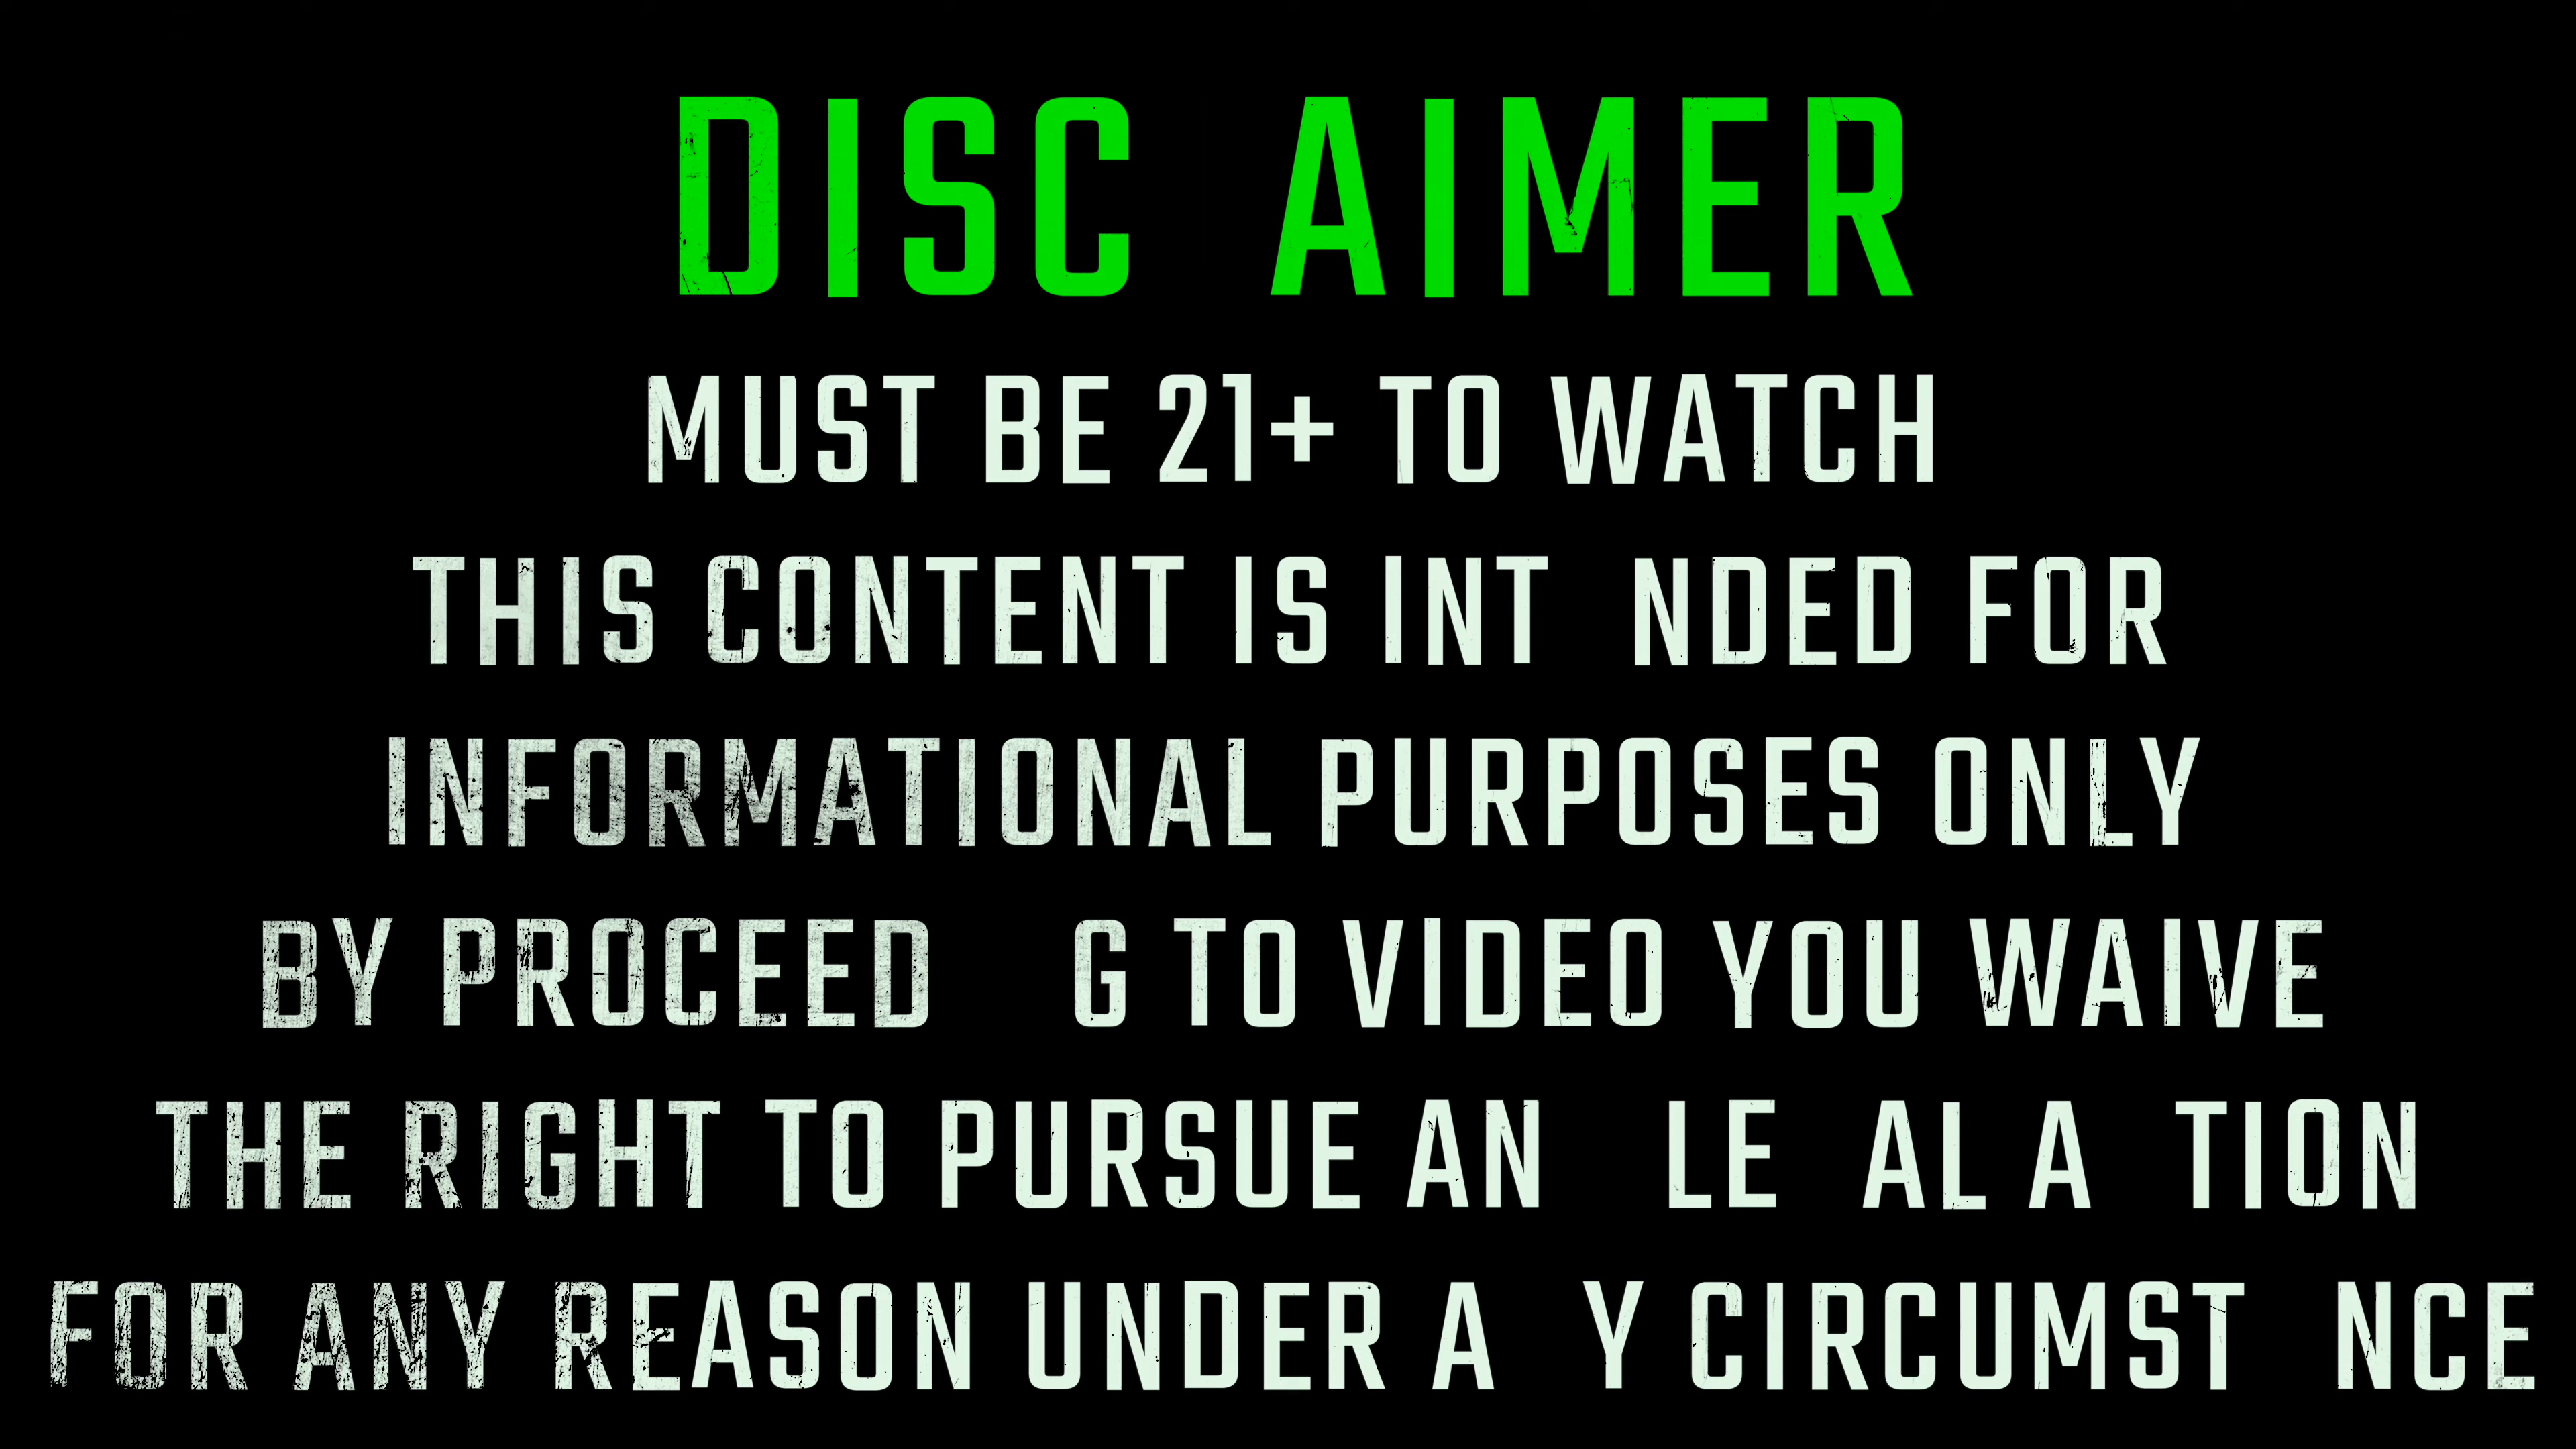 DISC AIMER
MUST BE 21+ TO WATCH
THIS CONTENT IS INT NDED FOR
INFORMATIONAL PURPOSES ONLY
BY PROCEED G TO VIDEO YOU WAIVE
THE RIGHT TO PURSUE AN LE AL A TION
FOR ANY REASON UNDER A Y CIRCUMST NCE